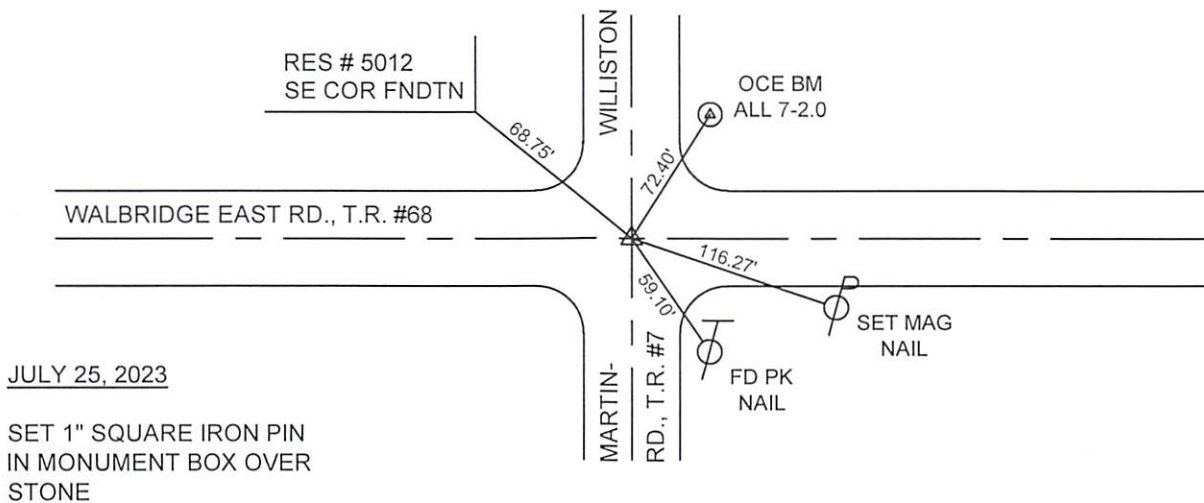 RES # 5012
SE COR FNDTN
WILLISTON
OCE BM
ALL 7-2.0
68.75'
72.40'
WALBRIDGE EAST RD., T.R. #68
116.27'
59.10'
SET MAG
NAIL
FD PK
NAIL
MARTIN-
RD., T.R. #7
JULY 25, 2023
SET 1" SQUARE IRON PIN
IN MONUMENT BOX OVER
STONE